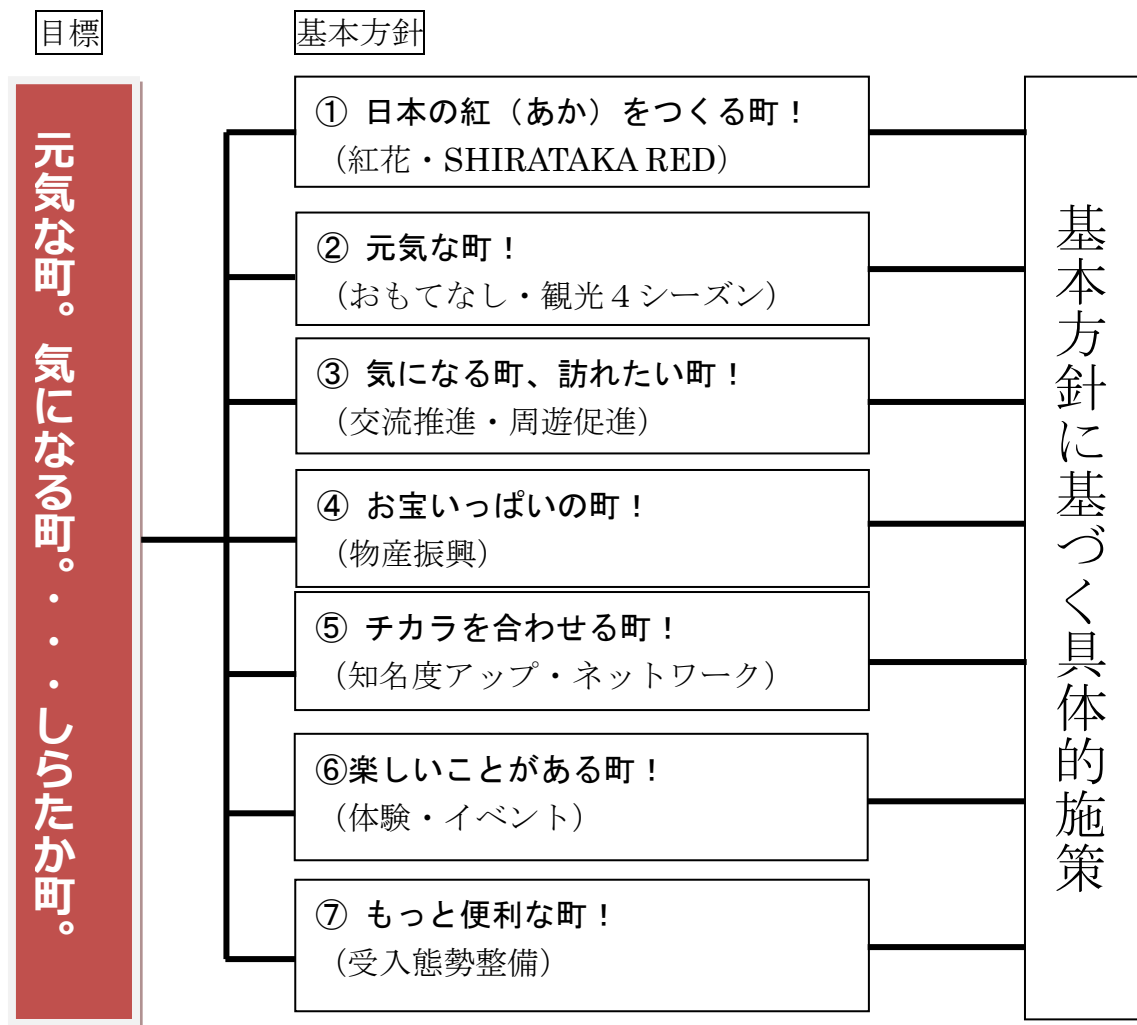 目標
基本方針
元気な町。気になる町。・・・しらたか町。
① 日本の紅（あか）をつくる町！
（紅花・SHIRATAKA RED）
② 元気な町！
（おもてなし・観光４シーズン）
③ 気になる町、訪れたい町！
（交流推進・周遊促進）
④ お宝いっぱいの町！
（物産振興）
⑤ チカラを合わせる町！
（知名度アップ・ネットワーク）
⑥楽しいことがある町！
（体験・イベント）
⑦ もっと便利な町！
（受入態勢整備）
基本方針に基づく具体的施策